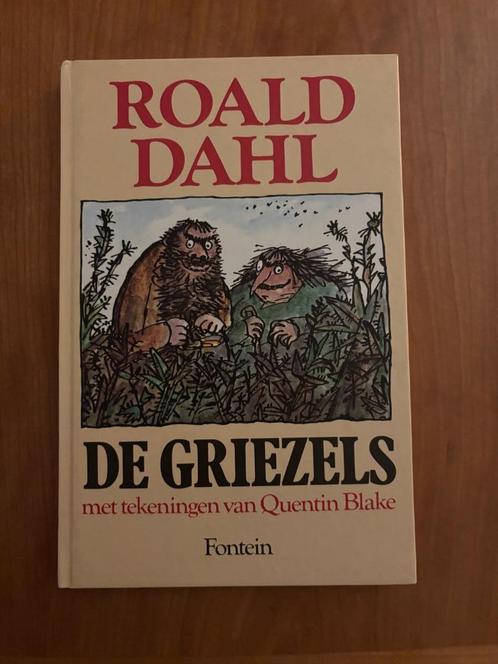 ROALD
DAHL
DE GRIEZELS
met tekeningen van Quentin Blake
Fontein